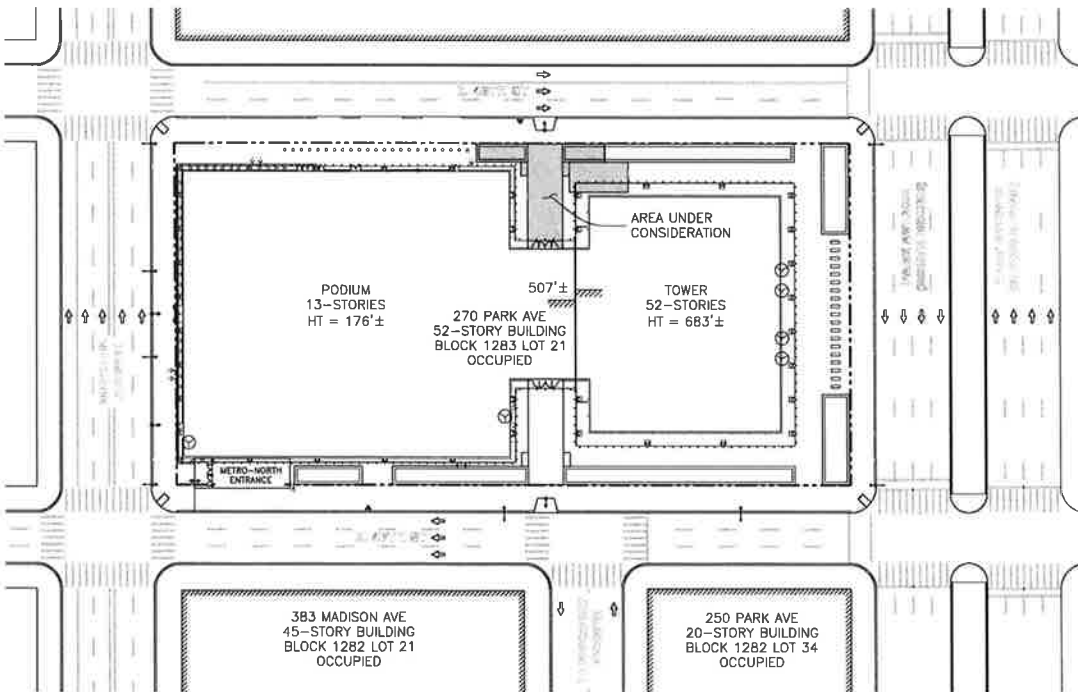 AREA UNDER
CONSIDERATION
PODIUM
13-STORIES
HT = 176'±
507'±
TOWER
52-STORIES
HT = 683'±
270 PARK AVE
52-STORY BUILDING
BLOCK 1283 LOT 21
OCCUPIED
METRO-NORTH
ENTRANCE
383 MADISON AVE
45-STORY BUILDING
BLOCK 1282 LOT 21
OCCUPIED
250 PARK AVE
20-STORY BUILDING
BLOCK 1282 LOT 34
OCCUPIED